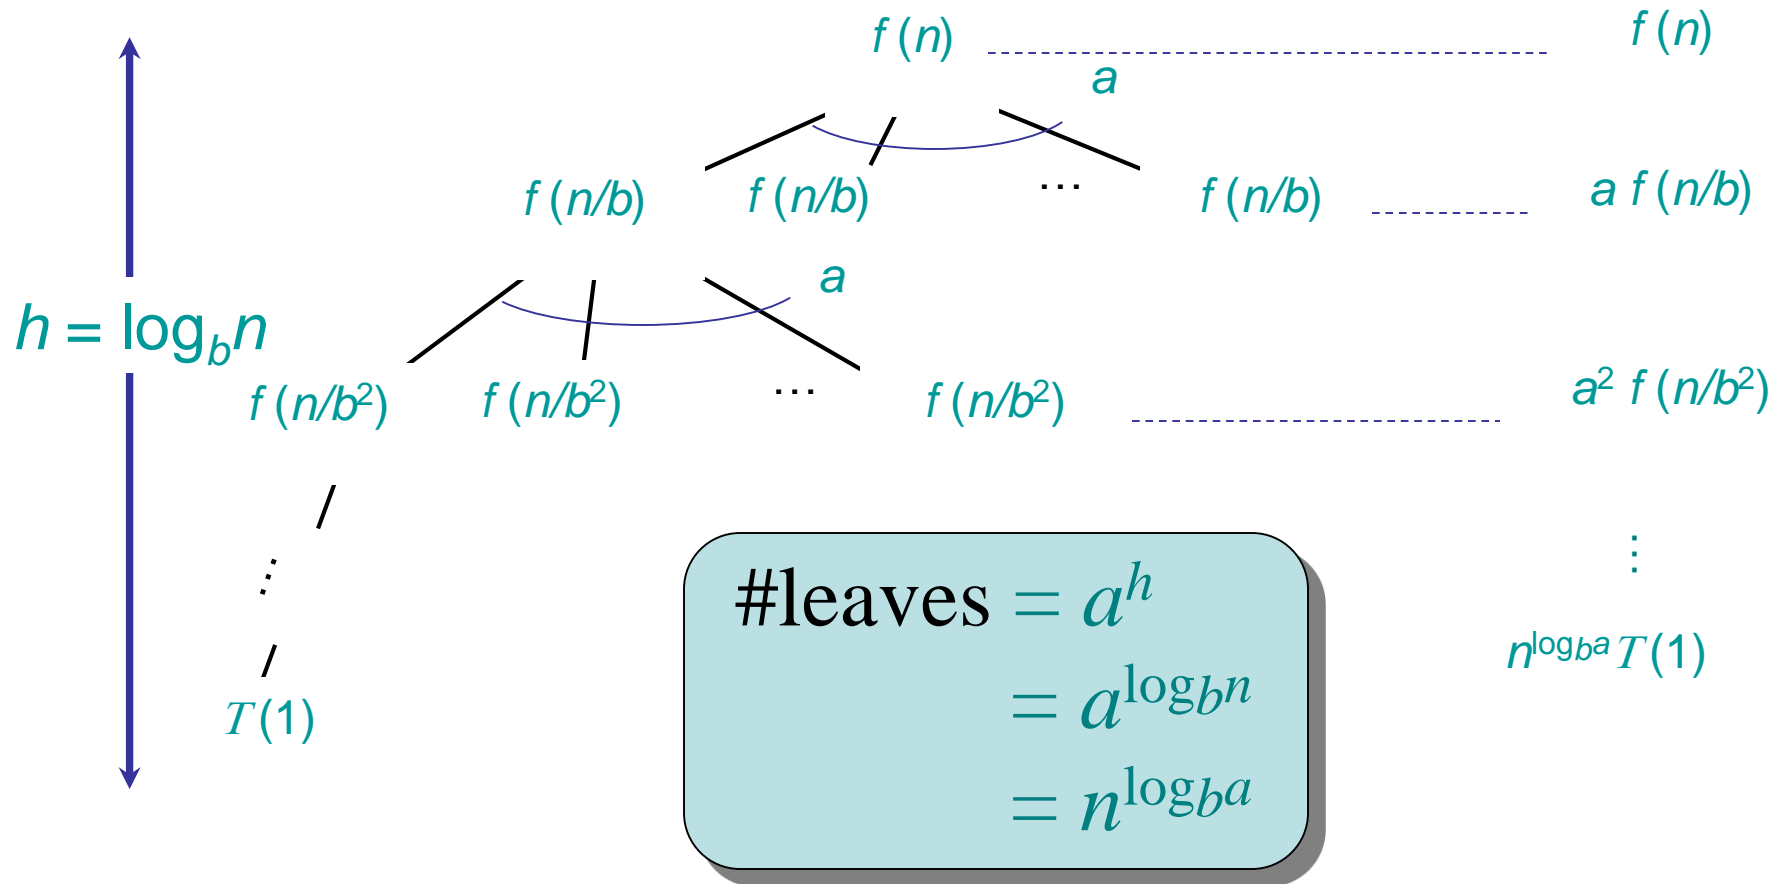 f (n) f (n)
a
f (n/b) f (n/b) … f (n/b) a f (n/b)
a
h = log_b n
f (n/b²) f (n/b²) … f (n/b²) a² f (n/b²)
⋮ ⋮
#leaves = a^h
n^{log_b a} T (1)
= a^{log_b n}
T (1)
= n^{log_b a}